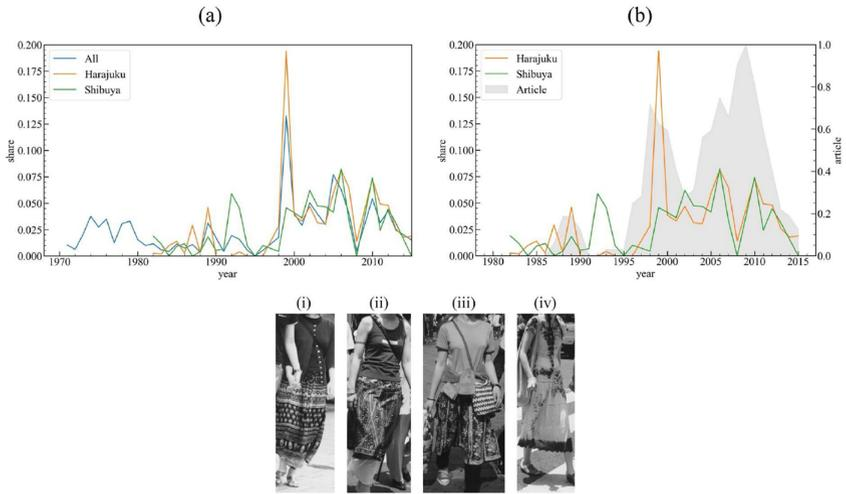 (a)
0.200
0.175
0.150
0.125
0.100
0.075
0.050
0.025
0.000
share
All
Harajuku
Shibuya
1970
1980
1990
2000
2010
year
(b)
0.200
0.175
0.150
0.125
0.100
0.075
0.050
0.025
0.000
share
Harajuku
Shibuya
Article
1.0
0.8
0.6
0.4
0.2
0.0
article
1980
1985
1990
1995
2000
2005
2010
2015
year
(i)
(ii)
(iii)
(iv)